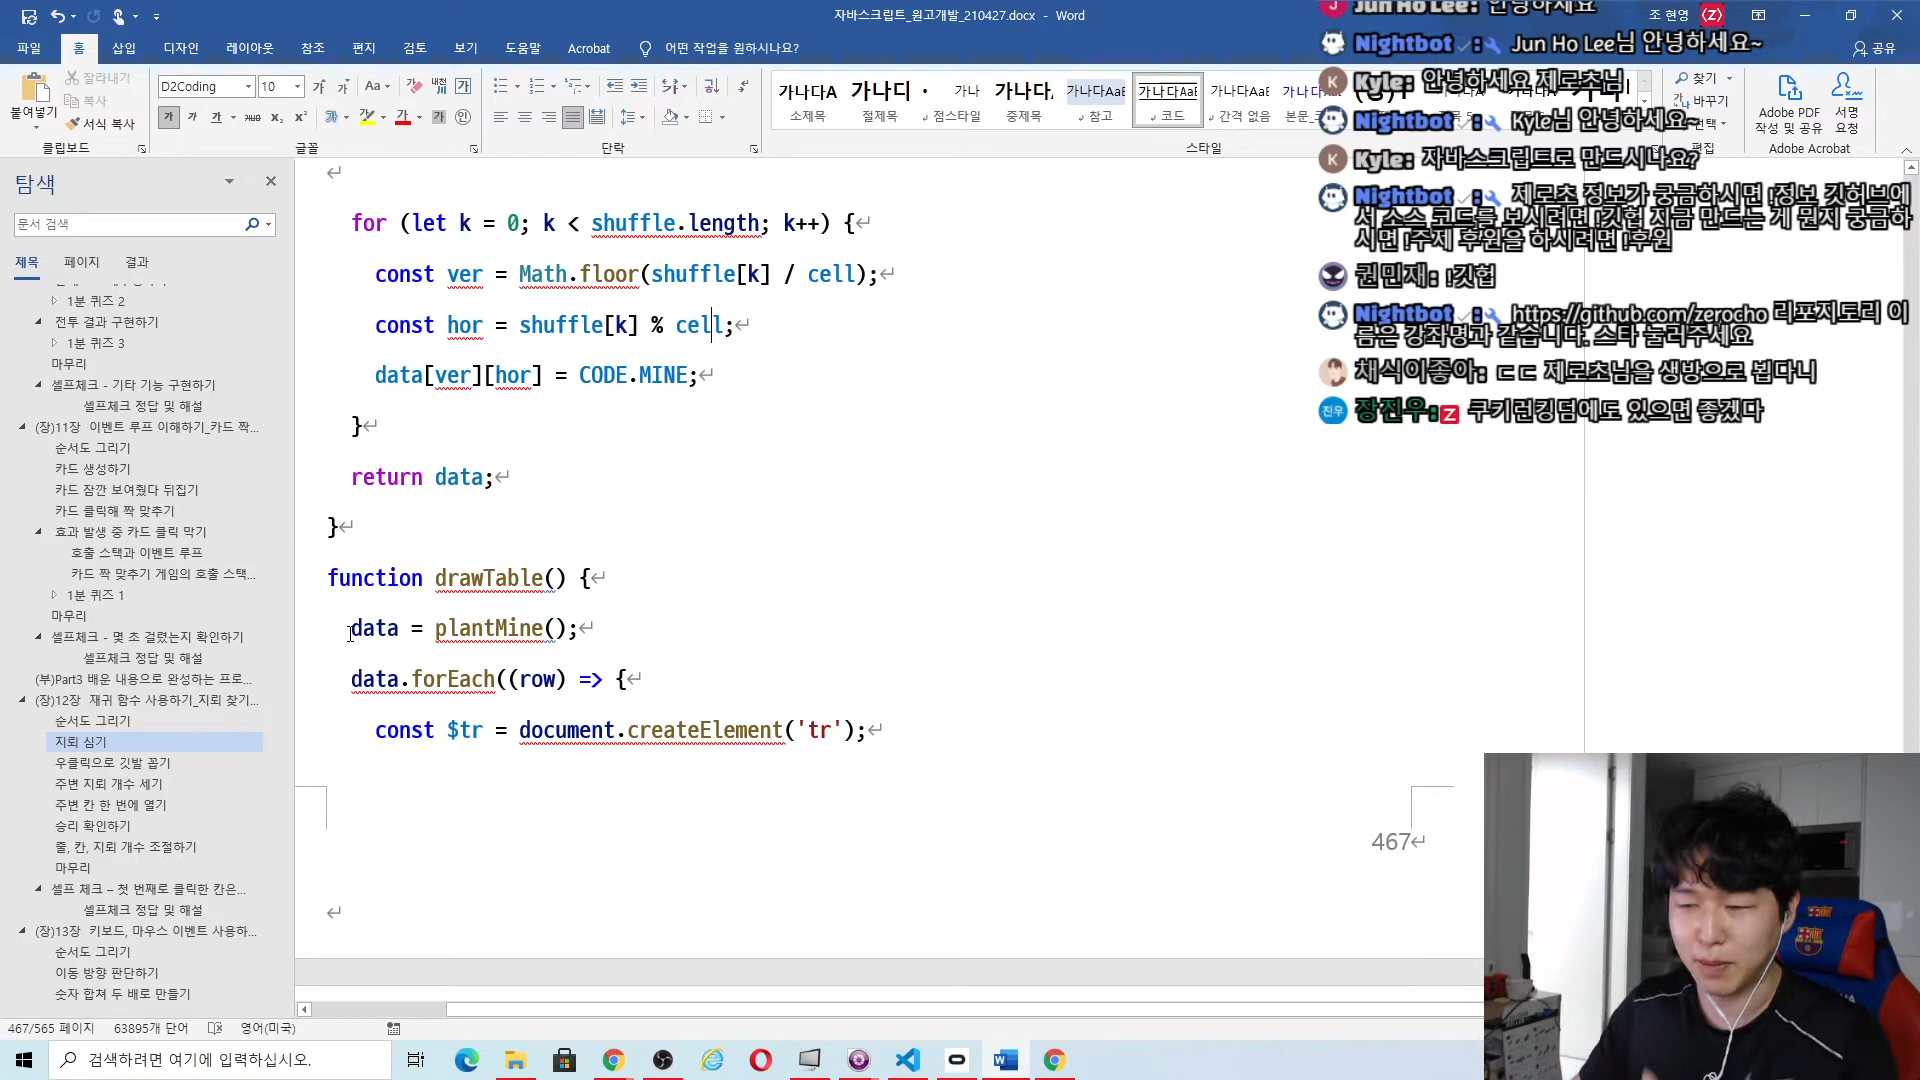 자바스크립트_원고개발_210427.docx - Word
조 현영
파일 홈 삽입 디자인 레이아웃 참조 편지 검토 보기 도움말 Acrobat 어떤 작업을 원하시나요?
공유
붙여넣기
잘라내기
복사
서식 복사
클립보드
D2Coding 10
글꼴
단락
가나다A 소제목
가나디 절제목
가나 점스타일
가나다, 중제목
가나다AaE 참고
가나다AaE 코드
가나다AaE 간격 없음
스타일
찾기
바꾸기
선택
편집
Adobe PDF 작성 및 공유
서명 요청
Adobe Acrobat
탐색
문서 검색
제목 페이지 결과
1분 퀴즈 2
전투 결과 구현하기
1분 퀴즈 3
마무리
셀프체크 - 기타 기능 구현하기
셀프체크 정답 및 해설
(장)11장 이벤트 루프 이해하기_카드 짝...
순서도 그리기
카드 생성하기
카드 잠깐 보여줬다 뒤집기
카드 클릭해 짝 맞추기
효과 발생 중 카드 클릭 막기
호출 스택과 이벤트 루프
카드 짝 맞추기 게임의 호출 스택...
1분 퀴즈 1
마무리
셀프체크 - 몇 초 걸렸는지 확인하기
셀프체크 정답 및 해설
(부)Part3 배운 내용으로 완성하는 프로...
(장)12장 재귀 함수 사용하기_지뢰 찾기...
순서도 그리기
지뢰 심기
우클릭으로 깃발 꽂기
주변 지뢰 개수 세기
주변 칸 한 번에 열기
승리 확인하기
줄, 칸, 지뢰 개수 조절하기
마무리
셀프 체크 – 첫 번째로 클릭한 칸은...
셀프체크 정답 및 해설
(장)13장 키보드, 마우스 이벤트 사용하...
순서도 그리기
이동 방향 판단하기
숫자 합쳐 두 배로 만들기
for (let k = 0; k < shuffle.length; k++) {
const ver = Math.floor(shuffle[k] / cell);
const hor = shuffle[k] % cell;
data[ver][hor] = CODE.MINE;
}
return data;
}
function drawTable() {
data = plantMine();
data.forEach((row) => {
const $tr = document.createElement('tr');
467
Jun Ho Lee: 안녕하세요
Nightbot: Jun Ho Lee님 안녕하세요~
Kyle: 안녕하세요 제로초님
Nightbot: Kyle님 안녕하세요~
Kyle: 자바스크립트로 만드시나요?
Nightbot: 제로초 정보가 궁금하시면 !정보 깃허브에
서 소스 코드를 보시려면 !깃헙 지금 만드는 게 뭔지 궁금하
시면 !주제 후원을 하시려면 !후원
권민재: !깃헙
Nightbot: https://github.com/zerocho 리포지토리 이
름은 강좌명과 같습니다. 스타 눌러주세요
채식이좋아: ㄷㄷ 제로초님을 생방으로 뵙다니
장진우: 쿠키런킹덤에도 있으면 좋겠다
467/565 페이지 63895개 단어 영어(미국)
검색하려면 여기에 입력하십시오.